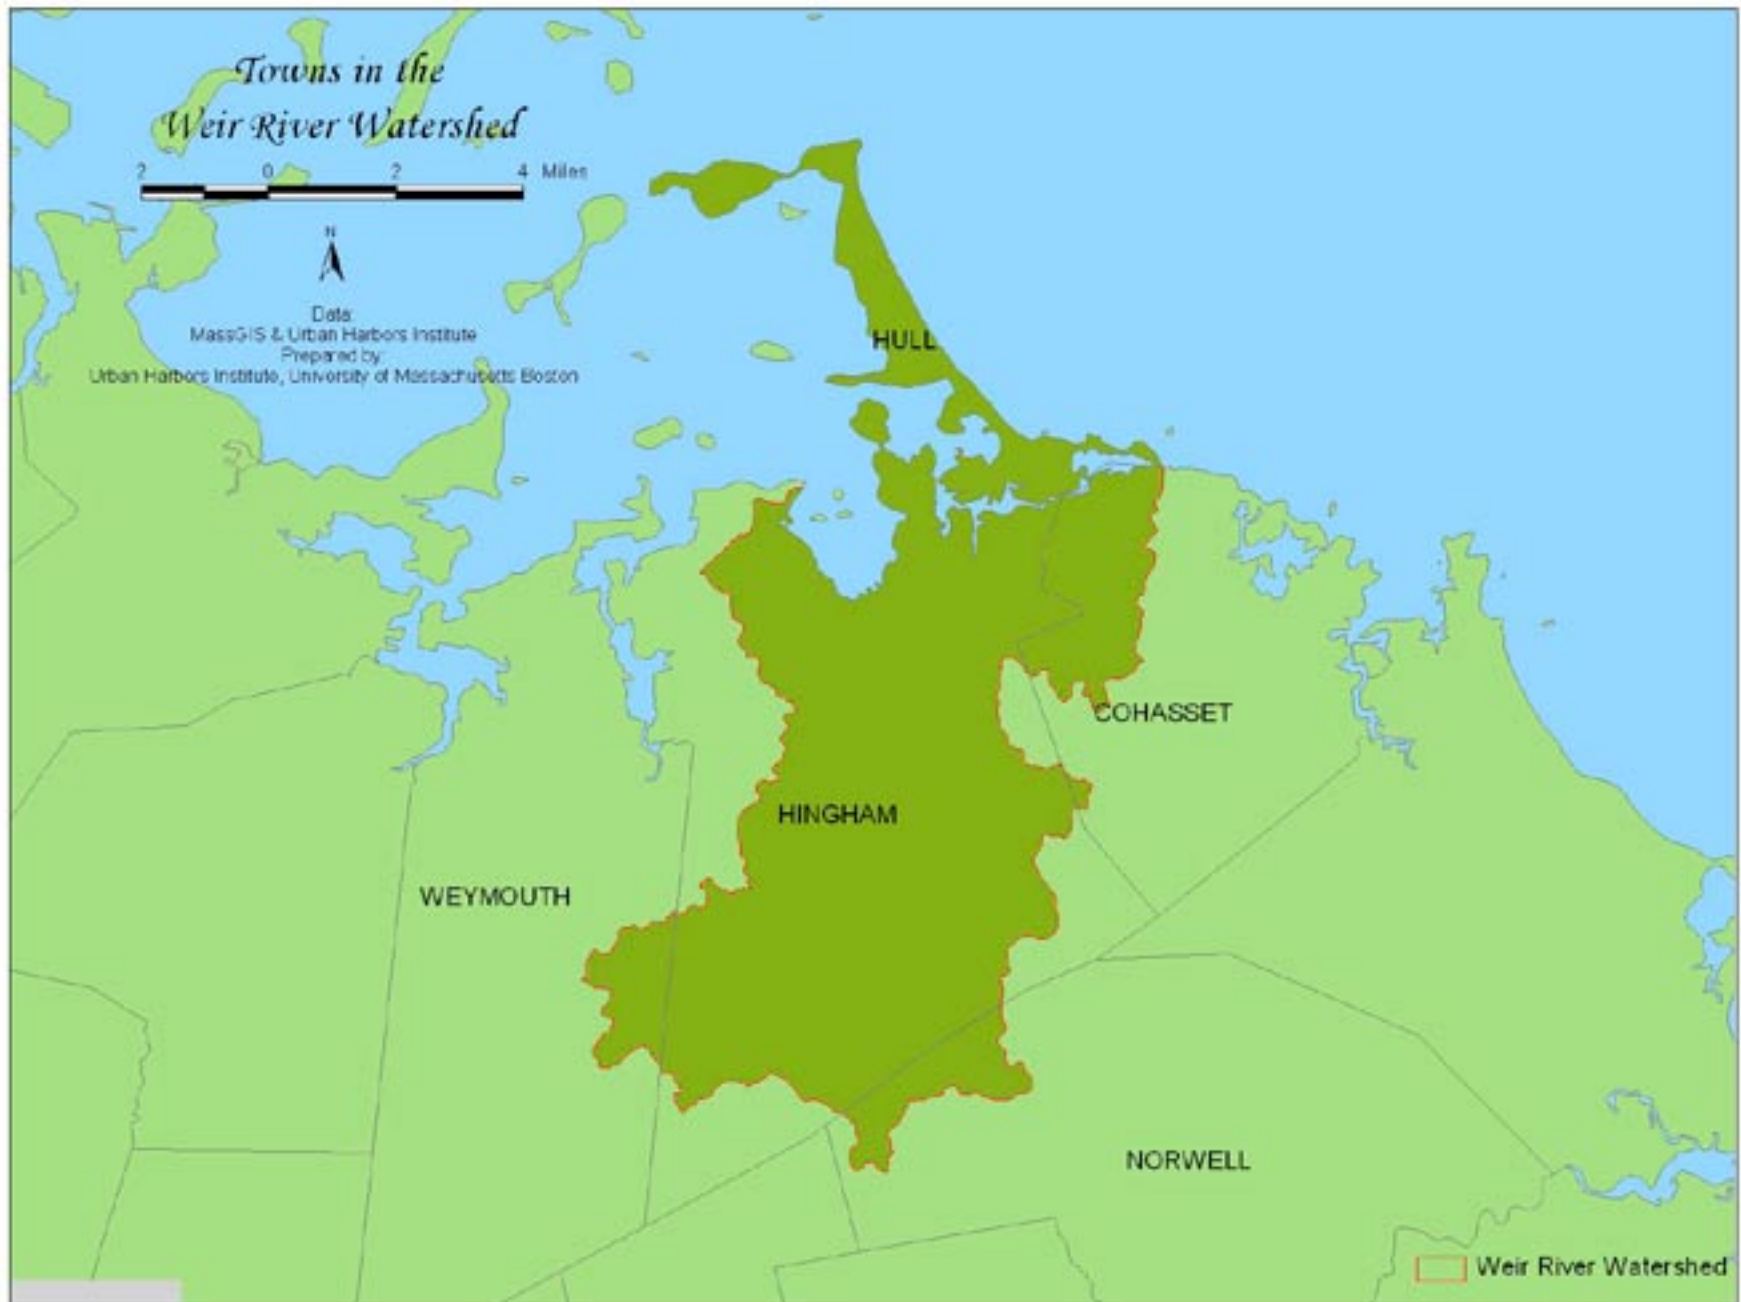 Towns in the
Weir River Watershed
2 0 2 4 Miles
N
Data:
MassGIS & Urban Harbors Institute
Prepared by:
Urban Harbors Institute, University of Massachusetts Boston
HULL
COHASSET
HINGHAM
WEYMOUTH
NORWELL
Weir River Watershed